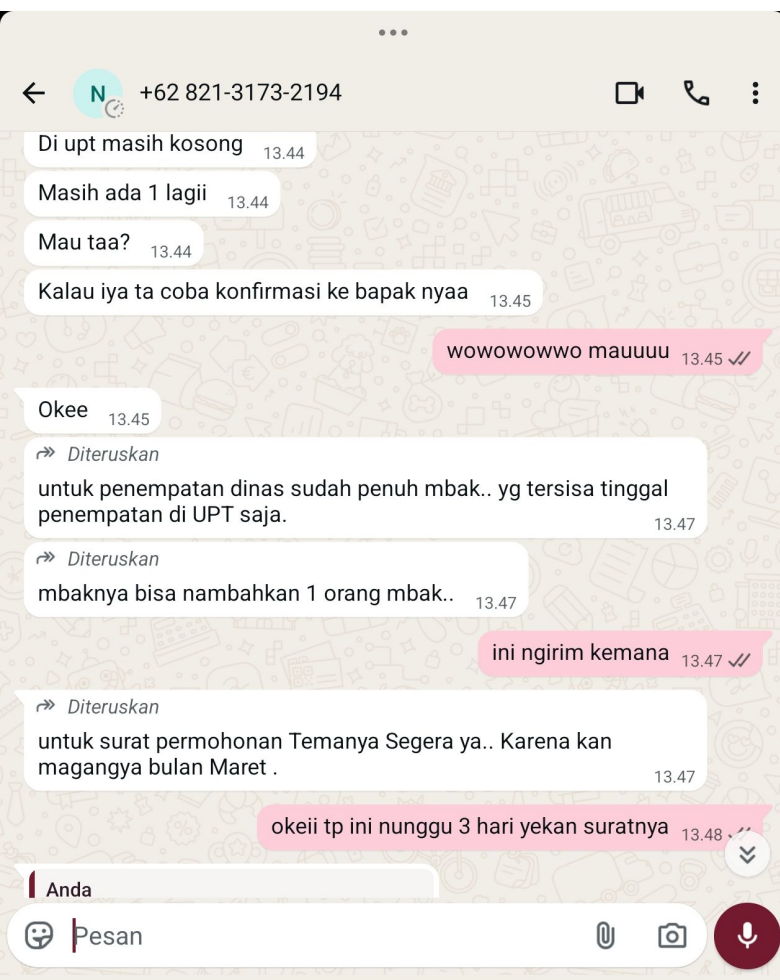 N
+62 821-3173-2194
Di upt masih kosong 13.44
Masih ada 1 lagii 13.44
Mau taa? 13.44
Kalau iya ta coba konfirmasi ke bapak nyaa 13.45
wowowowwo mauuuu 13.45
Okee 13.45
Diteruskan
untuk penempatan dinas sudah penuh mbak.. yg tersisa tinggal
penempatan di UPT saja. 13.47
Diteruskan
mbaknya bisa nambahkan 1 orang mbak.. 13.47
ini ngirim kemana 13.47
Diteruskan
untuk surat permohonan Temanya Segera ya.. Karena kan
magangya bulan Maret . 13.47
okeii tp ini nunggu 3 hari yekan suratnya 13.48
Anda
Pesan